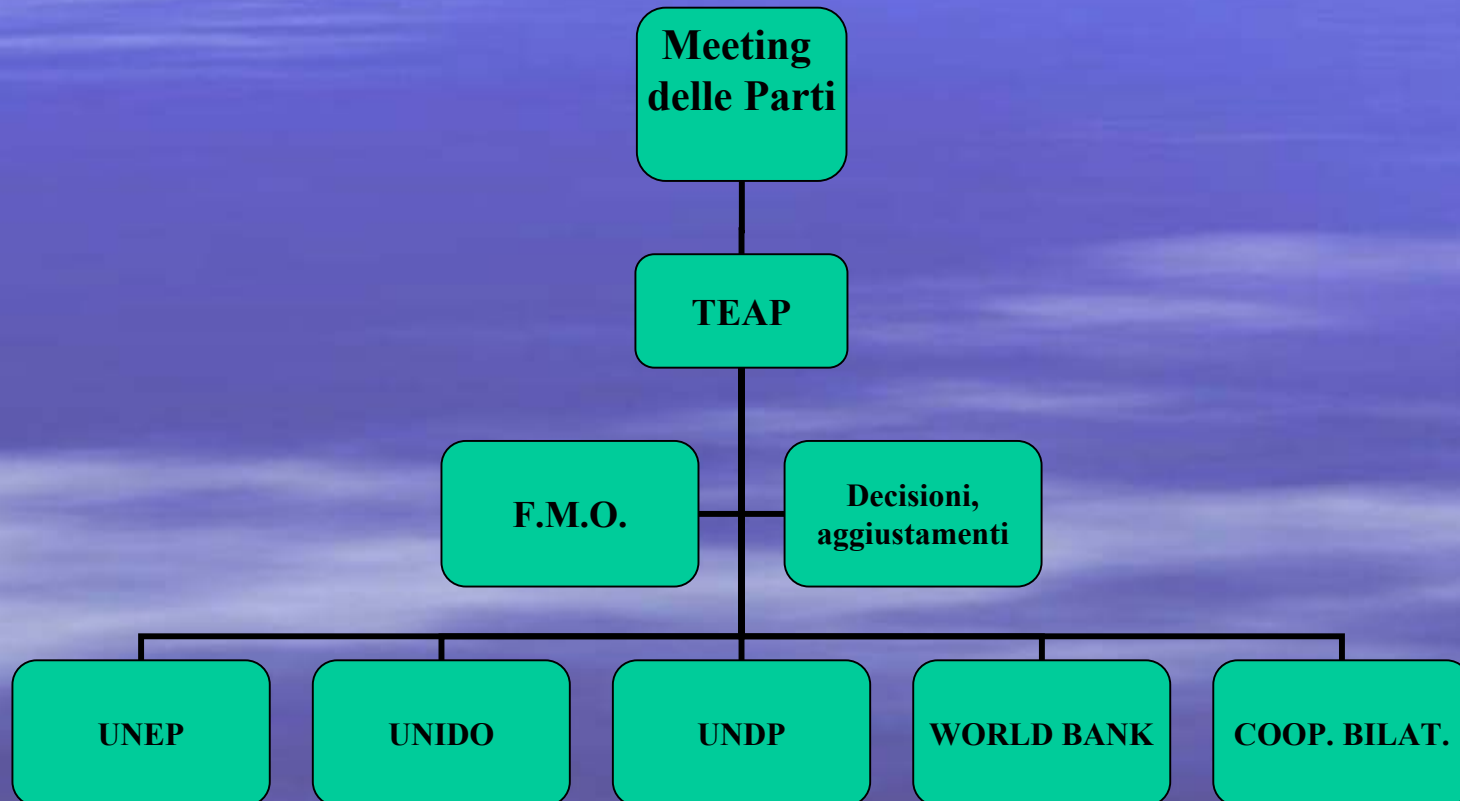 Meeting
delle Parti
TEAP
F.M.O.
Decisioni,
aggiustamenti
UNEP
UNIDO
UNDP
WORLD BANK
COOP. BILAT.